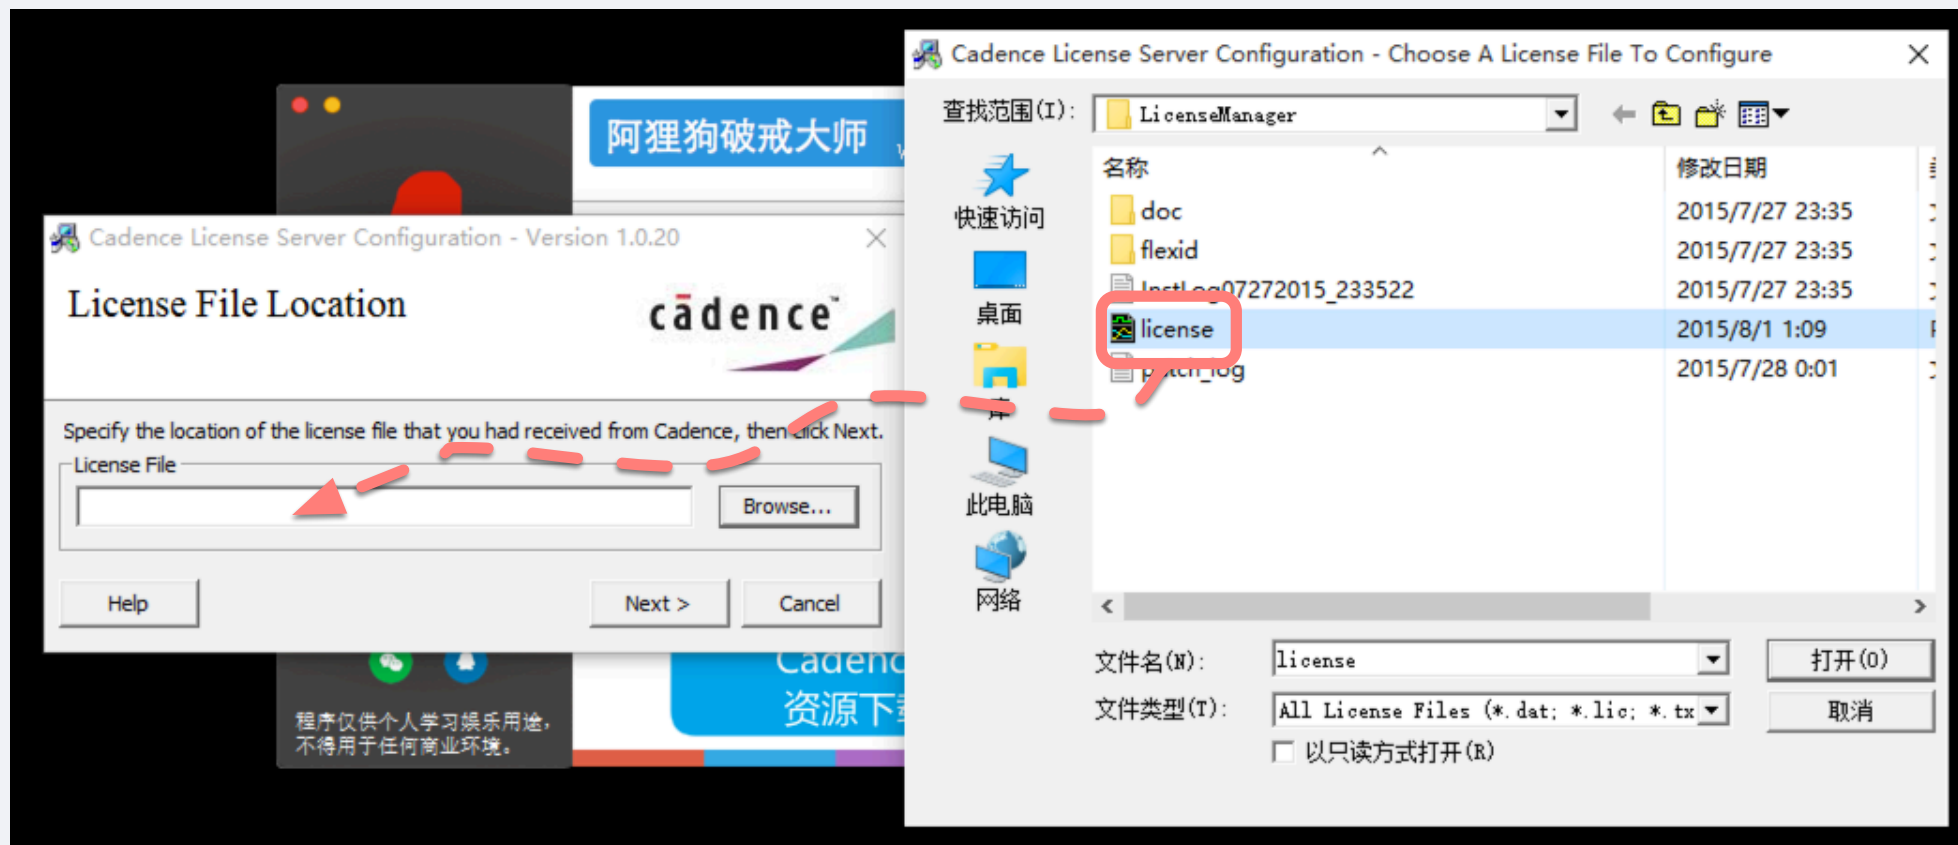 阿狸狗破戒大师
Cadence License Server Configuration - Version 1.0.20
License File Location
cādence™
Specify the location of the license file that you had received from Cadence, then click Next.
License File
Browse...
Help
Next >
Cancel
Cadenc
资源下
程序仅供个人学习娱乐用途，
不得用于任何商业环境。
Cadence License Server Configuration - Choose A License File To Configure
查找范围(I):
LicenseManager
快速访问
桌面
库
此电脑
网络
名称
修改日期
doc
2015/7/27 23:35
flexid
2015/7/27 23:35
InstLog07272015_233522
2015/7/27 23:35
license
2015/8/1 1:09
patch_log
2015/7/28 0:01
文件名(N):
license
打开(O)
文件类型(T):
All License Files (*.dat; *.lic; *.tx
取消
以只读方式打开(R)